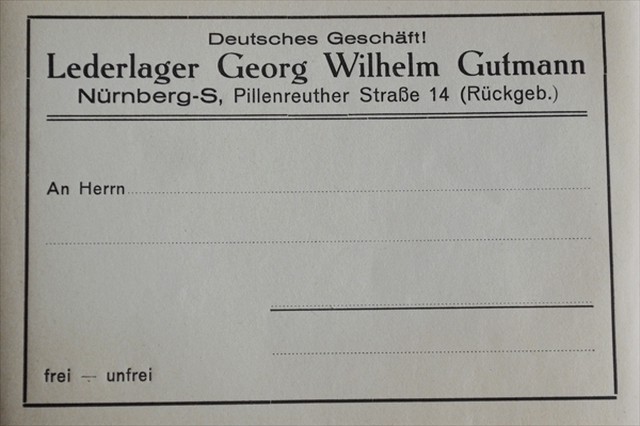 Deutsches Geschäft!
Lederlager Georg Wilhelm Gutmann
Nürnberg-S, Pillenreuther Straße 14 (Rückgeb.)
An Herrn
frei — unfrei